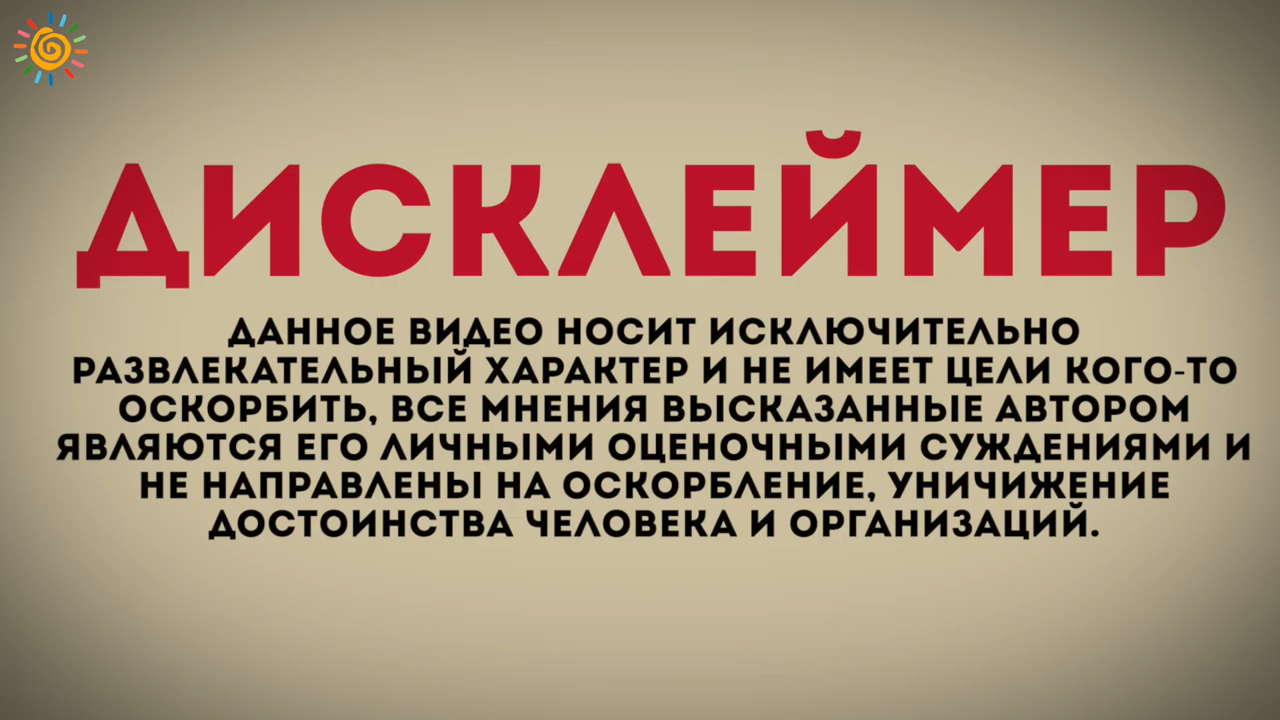 ДИСКЛЕЙМЕР
ДАННОЕ ВИДЕО НОСИТ ИСКЛЮЧИТЕЛЬНО
РАЗВЛЕКАТЕЛЬНЫЙ ХАРАКТЕР И НЕ ИМЕЕТ ЦЕЛИ КОГО-ТО
ОСКОРБИТЬ, ВСЕ МНЕНИЯ ВЫСКАЗАННЫЕ АВТОРОМ
ЯВЛЯЮТСЯ ЕГО ЛИЧНЫМИ ОЦЕНОЧНЫМИ СУЖДЕНИЯМИ И
НЕ НАПРАВЛЕНЫ НА ОСКОРБЛЕНИЕ, УНИЧИЖЕНИЕ
ДОСТОИНСТВА ЧЕЛОВЕКА И ОРГАНИЗАЦИЙ.